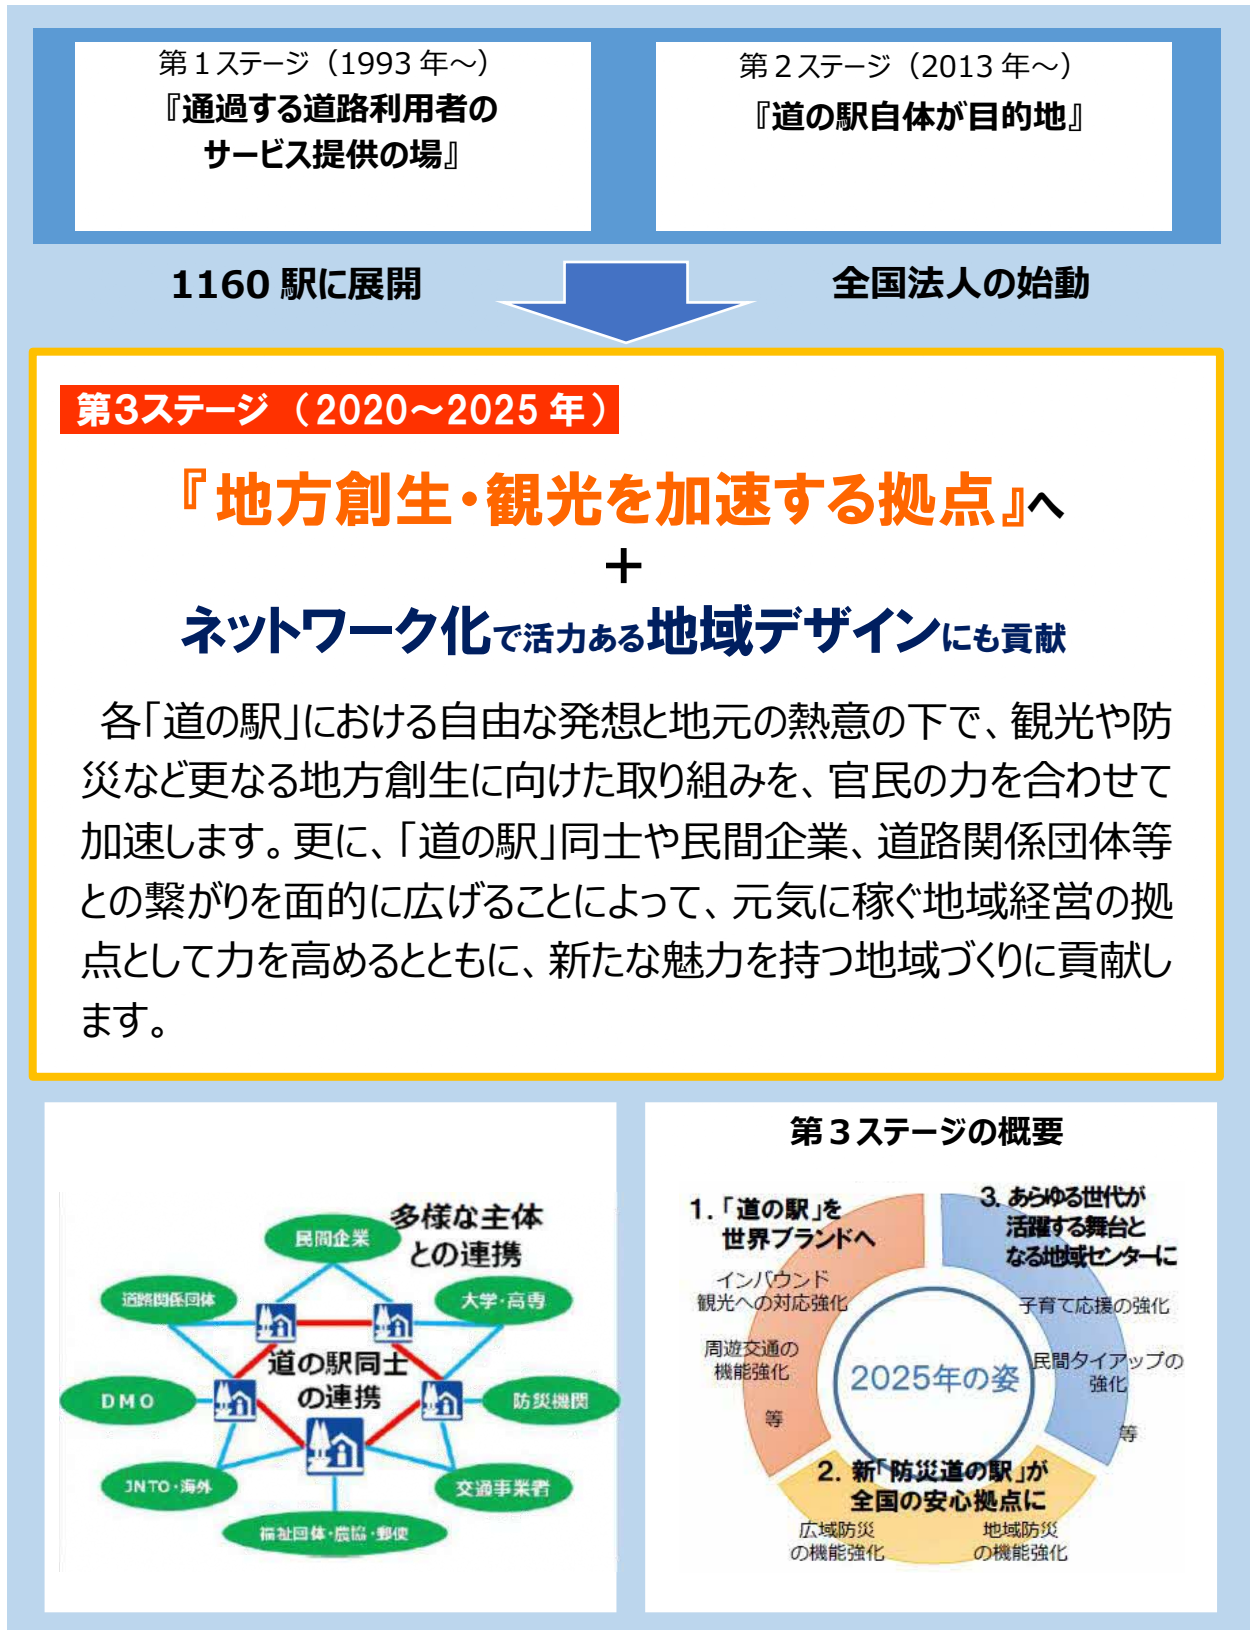 第1ステージ（1993年～）
『通過する道路利用者の
サービス提供の場』
第2ステージ（2013年～）
『道の駅自体が目的地』
1160駅に展開
全国法人の始動
第3ステージ（2020～2025年）
『地方創生・観光を加速する拠点』へ
＋
ネットワーク化で活力ある地域デザインにも貢献
各「道の駅」における自由な発想と地元の熱意の下で、観光や防
災など更なる地方創生に向けた取り組みを、官民の力を合わせて
加速します。更に、「道の駅」同士や民間企業、道路関係団体等
との繋がりを面的に広げることによって、元気に稼ぐ地域経営の拠
点として力を高めるとともに、新たな魅力を持つ地域づくりに貢献し
ます。
多様な主体
との連携
民間企業
道路関係団体
大学・高専
道の駅同士
の連携
DMO
防災機関
JNTO・海外
交通事業者
福祉団体・農協・郵便
第3ステージの概要
1.「道の駅」を
世界ブランドへ
インバウンド
観光への対応強化
周遊交通の
機能強化
等
3. あらゆる世代が
活躍する舞台と
なる地域センターに
子育て応援の強化
民間タイアップの
強化
等
2025年の姿
2. 新「防災道の駅」が
全国の安心拠点に
広域防災
の機能強化
地域防災
の機能強化